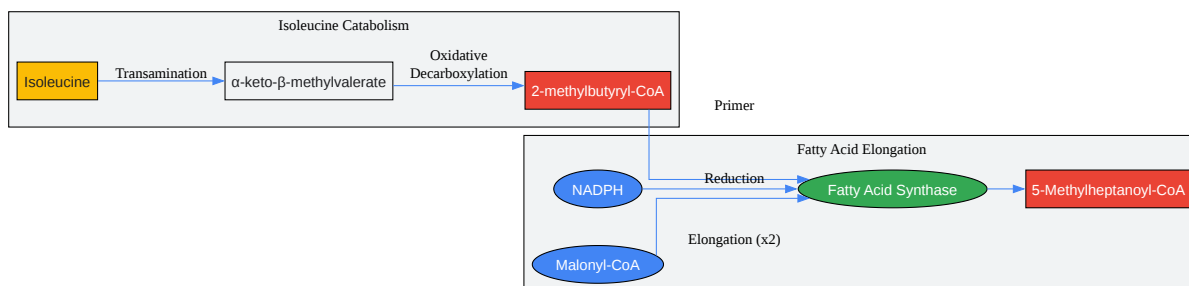 Isoleucine Catabolism
Isoleucine
Transamination
α-keto-β-methylvalerate
Oxidative
Decarboxylation
2-methylbutyryl-CoA
Primer
Fatty Acid Elongation
NADPH
Reduction
Fatty Acid Synthase
5-Methylheptanoyl-CoA
Elongation (x2)
Malonyl-CoA